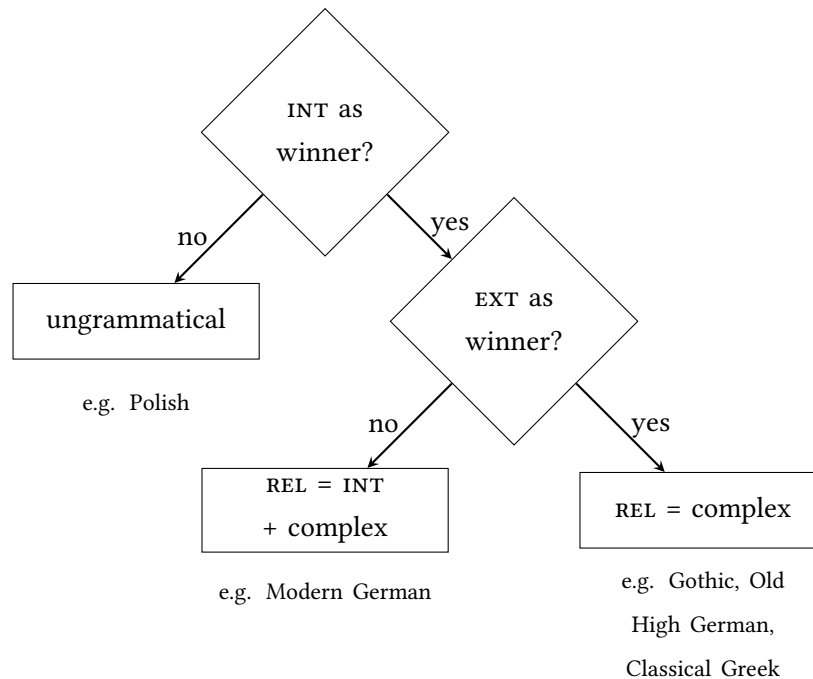 INT as
winner?
no
yes
ungrammatical
e.g. Polish
EXT as
winner?
no
yes
REL = INT
+ complex
e.g. Modern German
REL = complex
e.g. Gothic, Old
High German,
Classical Greek